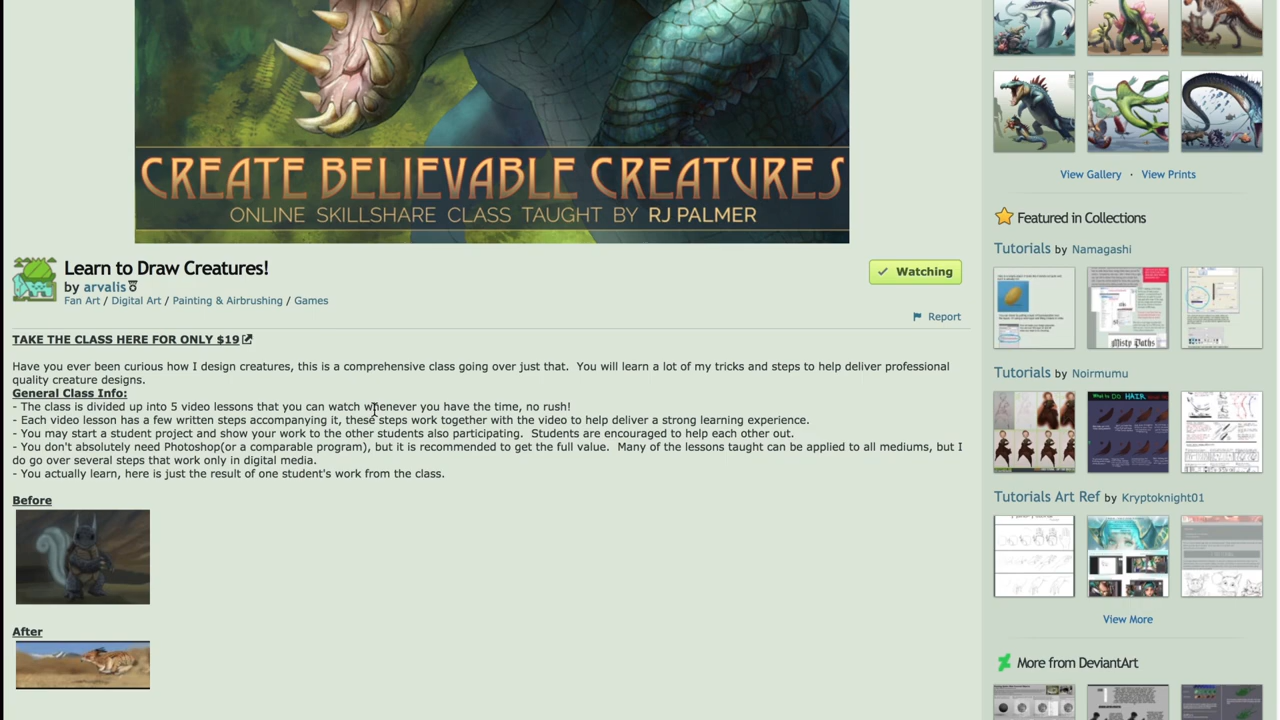 CREATE BELIEVABLE CREATURES
ONLINE SKILLSHARE CLASS TAUGHT BY RJ PALMER
Learn to Draw Creatures!
by arvalis
Fan Art / Digital Art / Painting & Airbrushing / Games
Watching
Report
TAKE THE CLASS HERE FOR ONLY $19
Have you ever been curious how I design creatures, this is a comprehensive class going over just that.  You will learn a lot of my tricks and steps to help deliver professional
quality creature designs.
General Class Info:
- The class is divided up into 5 video lessons that you can watch whenever you have the time, no rush!
- Each video lesson has a few written steps accompanying it, these steps work together with the video to help deliver a strong learning experience.
- You may start a student project and show your work to the other students also participating.  Students are encouraged to help each other out.
- You don't absolutely need Photoshop(or a comparable program), but it is recommended to get the full value.  Many of the lessons taught can be applied to all mediums, but I
do go over several steps that work only in digital media.
- You actually learn, here is just the result of one student's work from the class.
Before
After
View Gallery · View Prints
Featured in Collections
Tutorials by Namagashi
Misty Paths
Tutorials by Noirmumu
What to DO HAIR
Tutorials Art Ref by Kryptoknight01
View More
More from DeviantArt